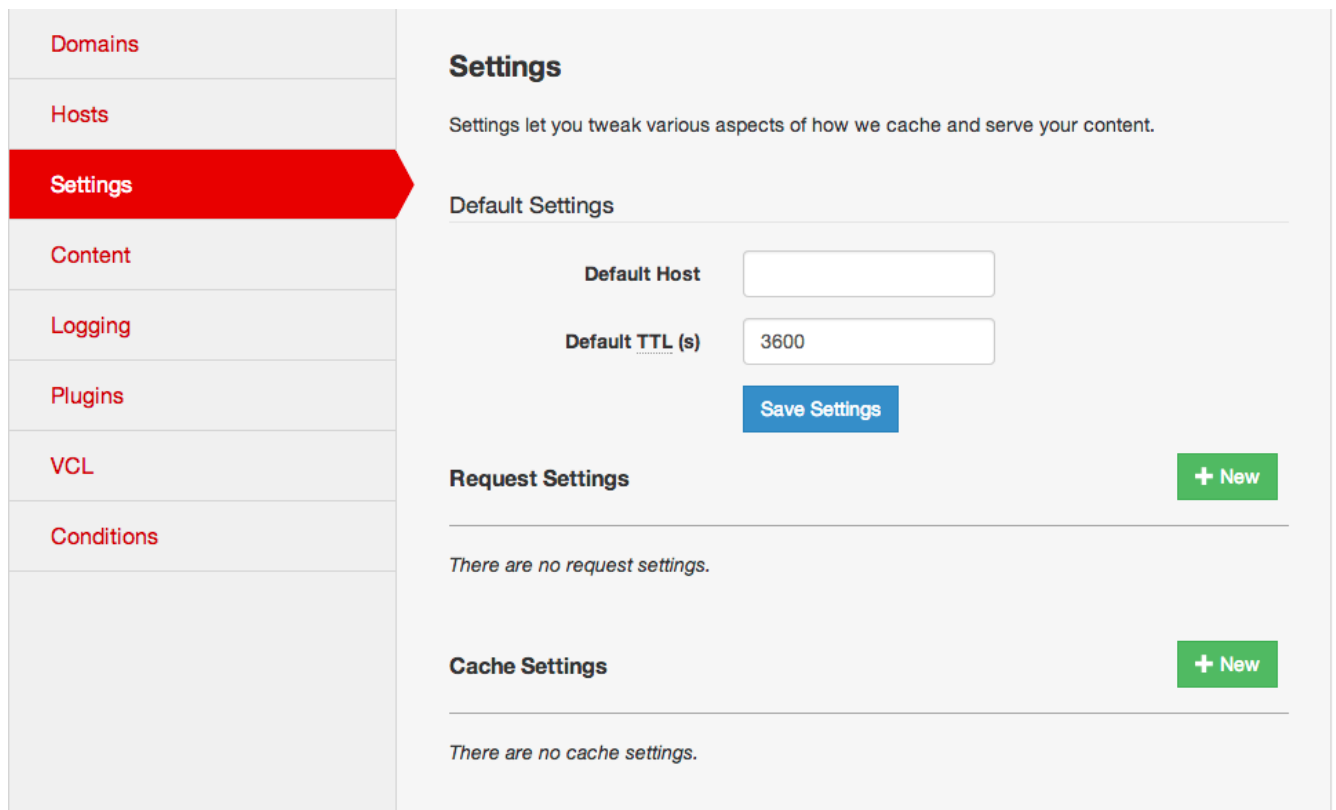 Domains
Hosts
Settings
Content
Logging
Plugins
VCL
Conditions
Settings
Settings let you tweak various aspects of how we cache and serve your content.
Default Settings
Default Host
Default TTL (s) 3600
Save Settings
Request Settings + New
There are no request settings.
Cache Settings + New
There are no cache settings.